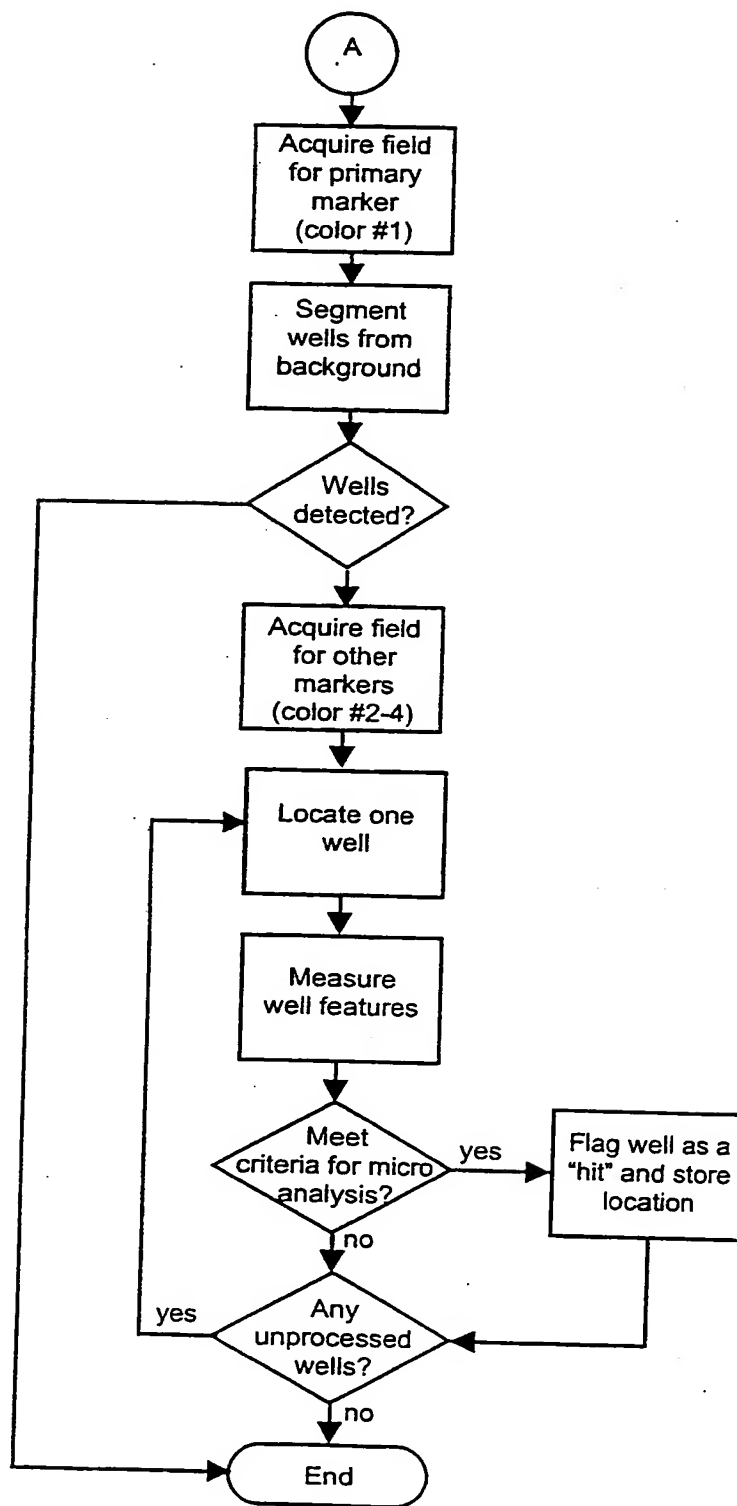 A
Acquire field
for primary
marker
(color #1)
Segment
wells from
background
Wells
detected?
Acquire field
for other
markers
(color #2-4)
Locate one
well
Measure
well features
Meet
criteria for micro
analysis?
yes
Flag well as a
"hit" and store
location
no
yes
Any
unprocessed
wells?
no
End